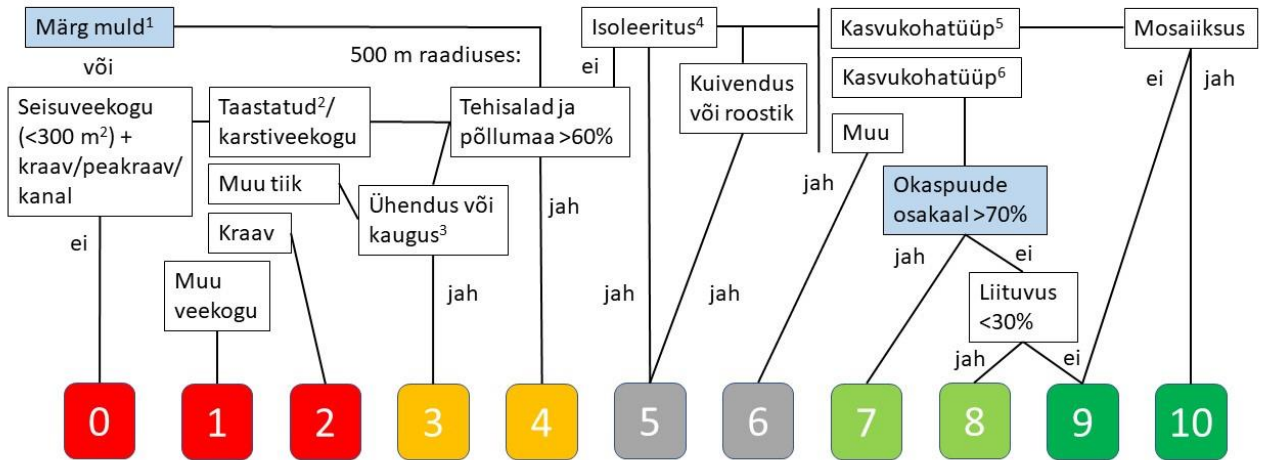 Märg muld¹
või
Seisuveekogu
(<300 m²) +
kraav/peakraav/
kanal
ei
Taastatud²/
karstiveekogu
Muu tiik
Kraav
Muu
veekogu
500 m raadiuses:
Tehisalad ja
põllumaa >60%
Ühendus või
kaugus³
jah
jah
Isoleeritus⁴
ei
Kuivendus
või roostik
jah
jah
Kasvukohatüüp⁵
Kasvukohatüüp⁶
Muu
jah
Okaspuude
osakaal >70%
jah
ei
Liituvus
<30%
jah
ei
Mosaiiksus
ei
jah
0
1
2
3
4
5
6
7
8
9
10